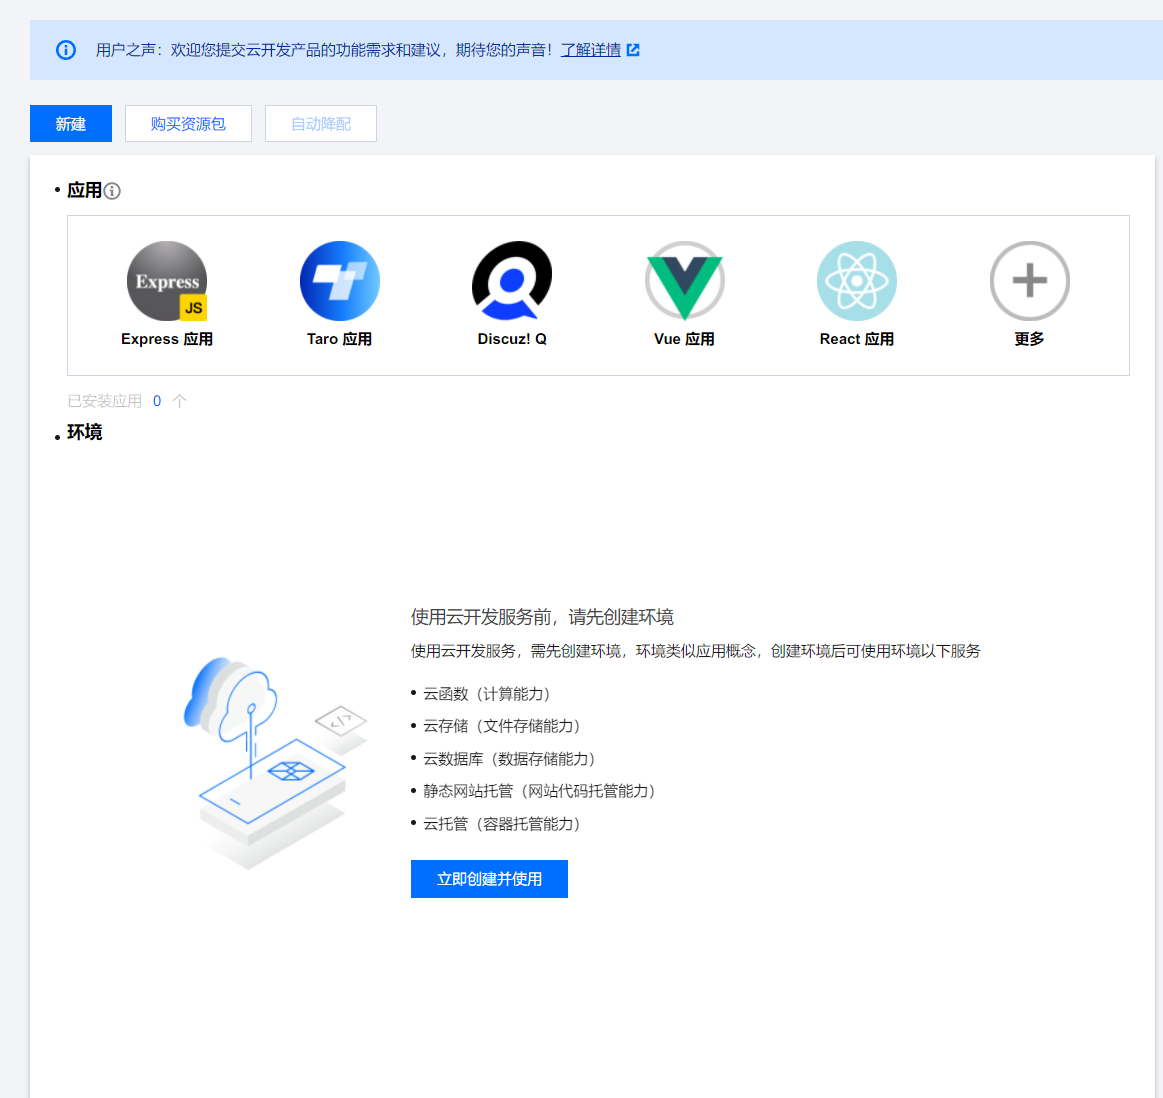 用户之声：欢迎您提交云开发产品的功能需求和建议，期待您的声音！了解详情
新建 购买资源包 自动降配
应用
Express JS
Express 应用 Taro 应用 Discuz! Q Vue 应用 React 应用 更多
已安装应用 0 个
环境
使用云开发服务前，请先创建环境
使用云开发服务，需先创建环境，环境类似应用概念，创建环境后可使用环境以下服务
云函数（计算能力）
云存储（文件存储能力）
云数据库（数据存储能力）
静态网站托管（网站代码托管能力）
云托管（容器托管能力）
立即创建并使用